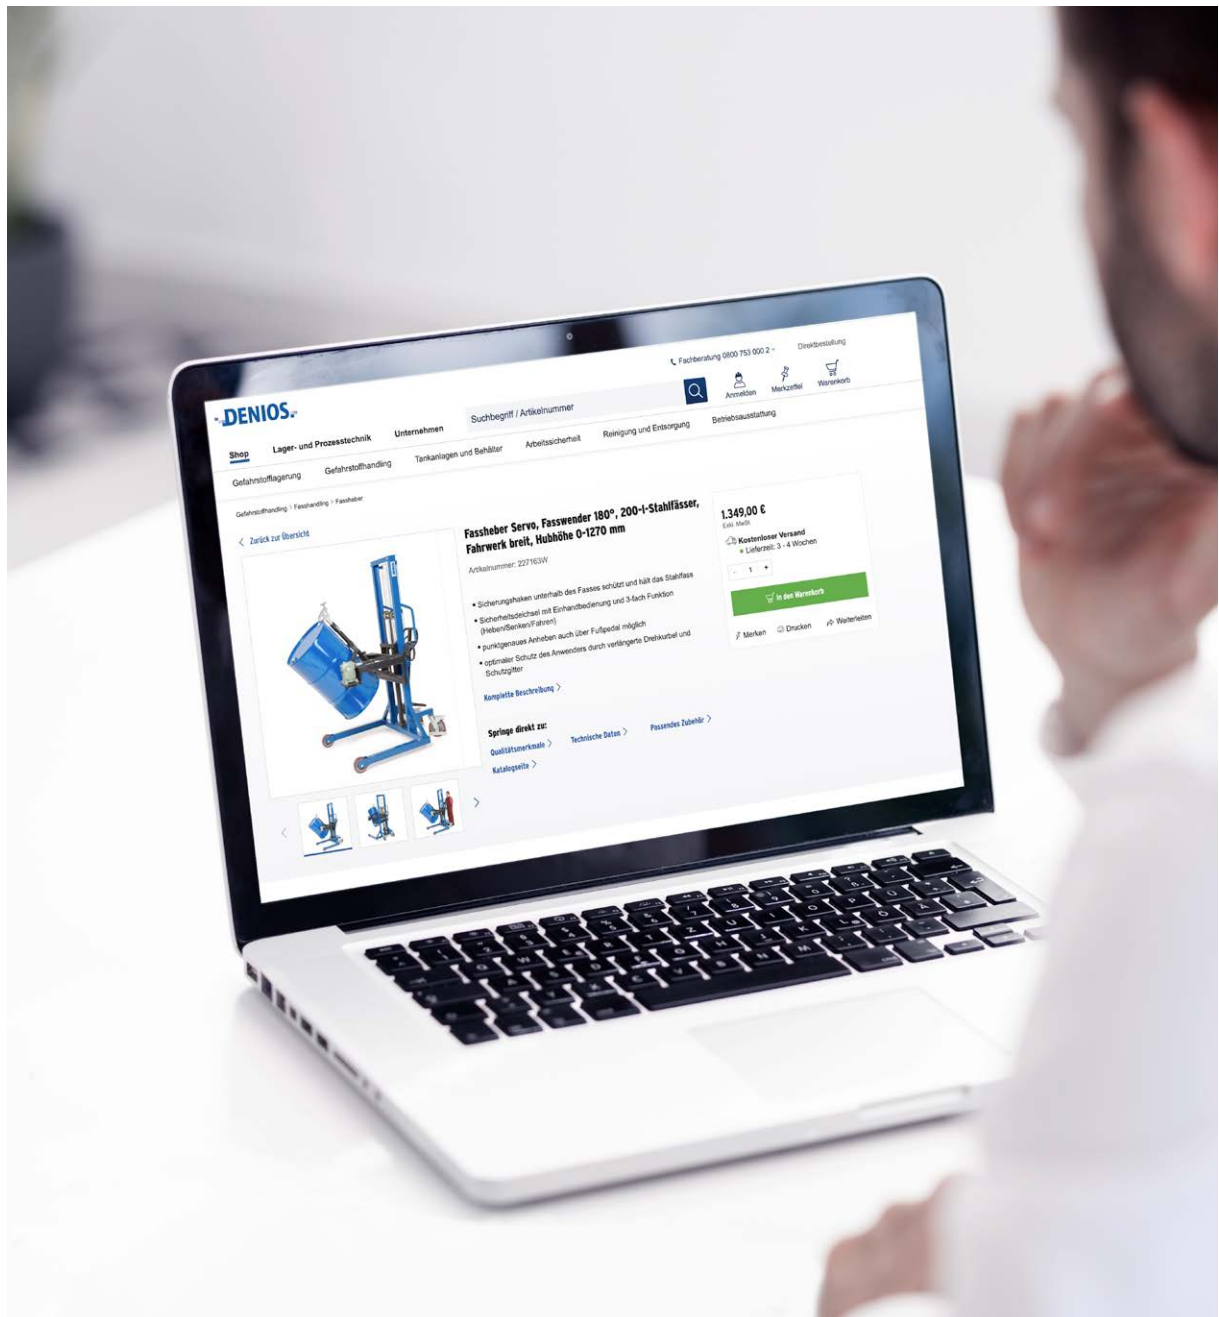 Fachberatung 0800 753 000 2
Direktbestellung
DENIOS
Suchbegriff / Artikelnummer
Anmelden
Merkzettel
Warenkorb
Shop
Lager- und Prozesstechnik
Unternehmen
Gefahrstofflagerung
Gefahrstoffhandling
Tankanlagen und Behälter
Arbeitssicherheit
Reinigung und Entsorgung
Betriebsausstattung
Gefahrstoffhandling > Fasshandling > Fassheber
< Zurück zur Übersicht
Fassheber Servo, Fasswender 180°, 200-l-Stahlfässer,
Fahrwerk breit, Hubhöhe 0-1270 mm
Artikelnummer: 227163W
• Sicherungshaken unterhalb des Fasses schützt und hält das Stahlfass
• Sicherheitsdeichsel mit Einhandbedienung und 3-fach Funktion
(Heben/Senken/Fahren)
• punktgenaues Anheben auch über Fußpedal möglich
• optimaler Schutz des Anwenders durch verlängerte Drehkurbel und
Schutzgitter
Komplette Beschreibung >
Springe direkt zu:
Qualitätsmerkmale >
Technische Daten >
Passendes Zubehör >
Katalogseite >
1.349,00 €
Exkl. MwSt.
Kostenloser Versand
Lieferzeit: 3 - 4 Wochen
- 1 +
In den Warenkorb
Merken
Drucken
Weiterleiten